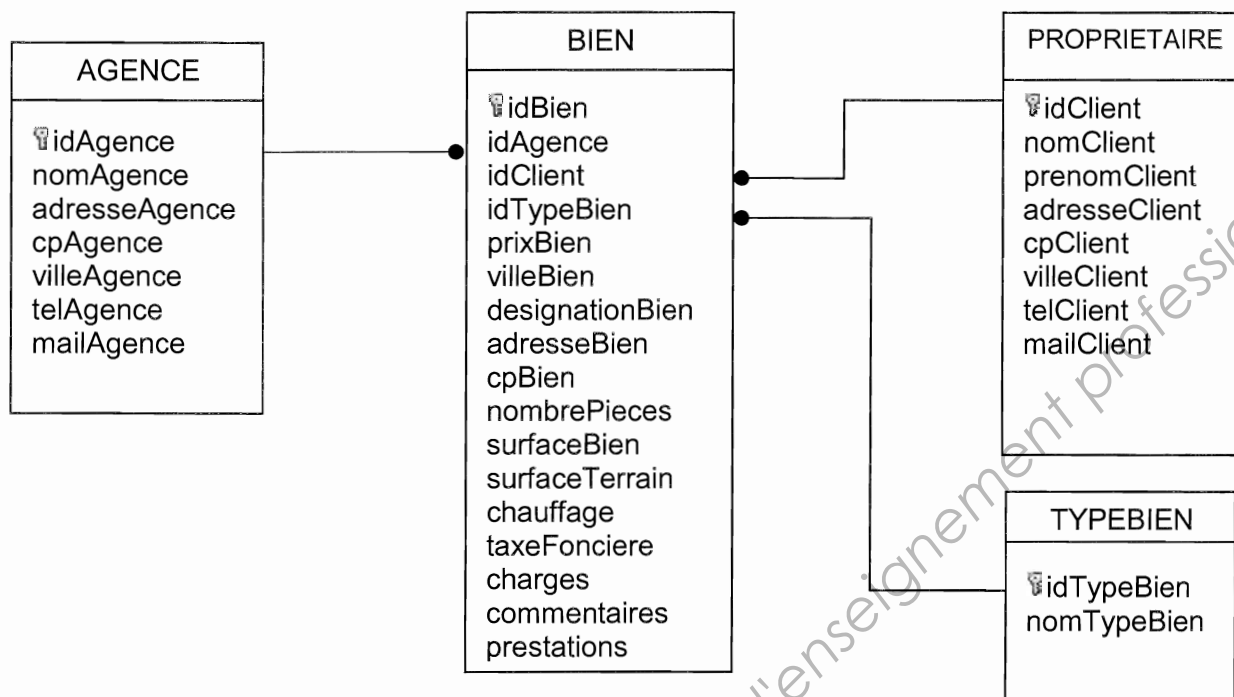 AGENCE
idAgence
nomAgence
adresseAgence
cpAgence
villeAgence
telAgence
mailAgence
BIEN
idBien
idAgence
idClient
idTypeBien
prixBien
villeBien
designationBien
adresseBien
cpBien
nombrePieces
surfaceBien
surfaceTerrain
chauffage
taxeFonciere
charges
commentaires
prestations
PROPRIETAIRE
idClient
nomClient
prenomClient
adresseClient
cpClient
villeClient
telClient
mailClient
TYPEBIEN
idTypeBien
nomTypeBien
l'enseignement